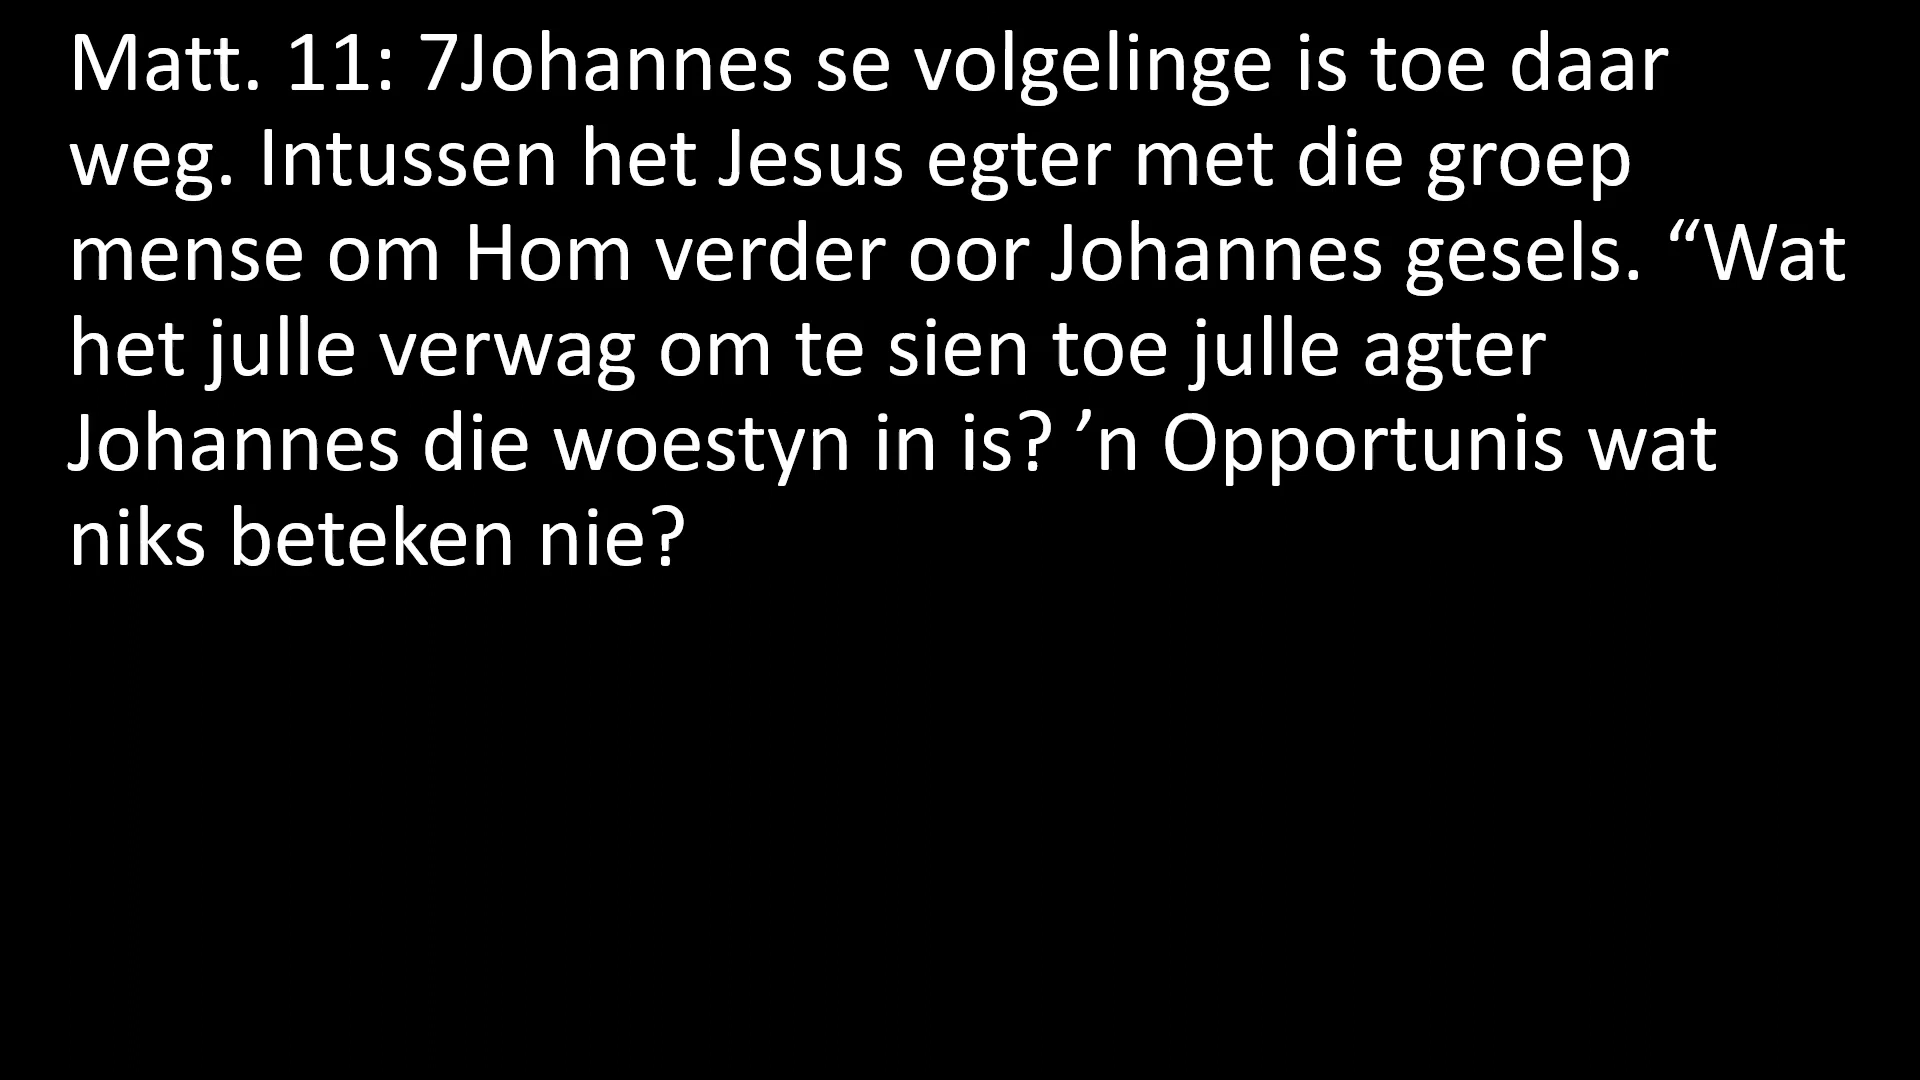 Matt. 11: 7Johannes se volgelinge is toe daar
weg. Intussen het Jesus egter met die groep
mense om Hom verder oor Johannes gesels. “Wat
het julle verwag om te sien toe julle agter
Johannes die woestyn in is? ’n Opportunis wat
niks beteken nie?